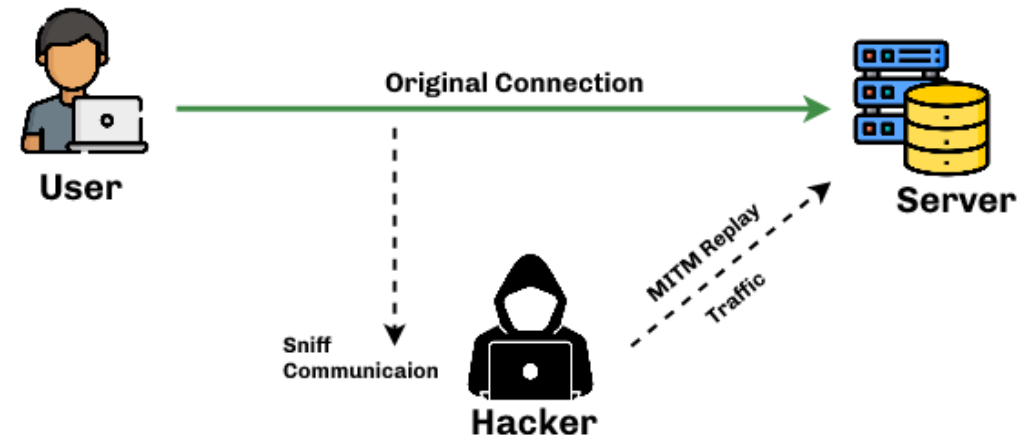 Original Connection
User
Server
MITM Replay
Traffic
Sniff
Communicaion
Hacker